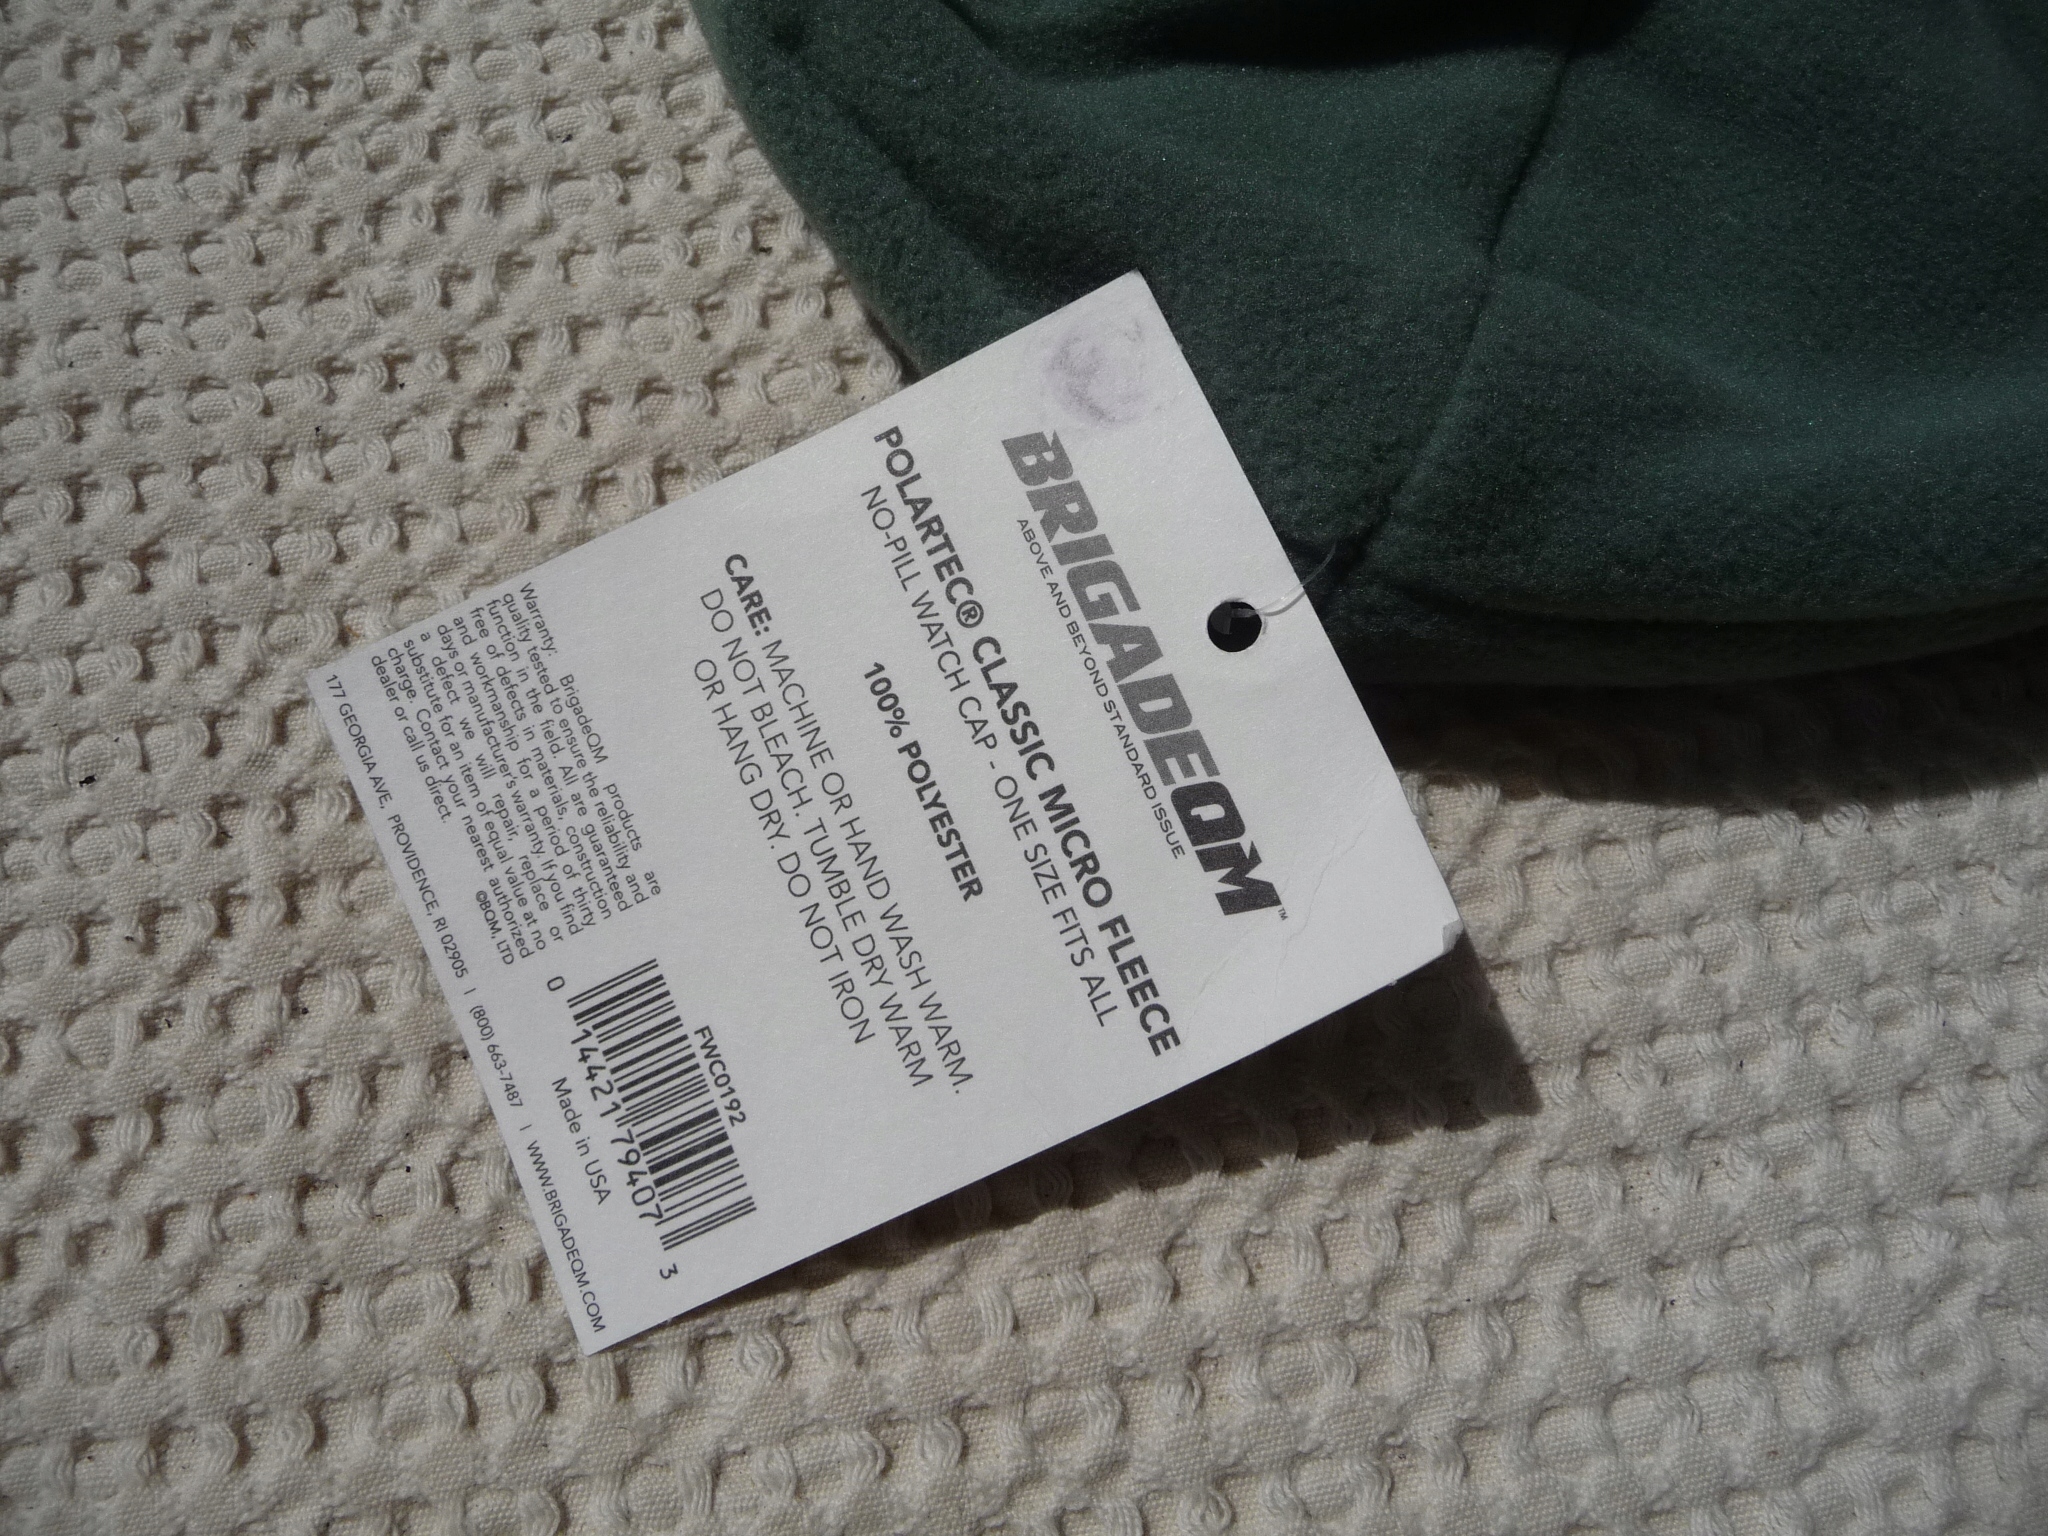 BRIGADEQM™
ABOVE AND BEYOND STANDARD ISSUE
POLARTEC® CLASSIC MICRO FLEECE
NO-PILL WATCH CAP - ONE SIZE FITS ALL
100% POLYESTER
CARE: MACHINE OR HAND WASH WARM.
DO NOT BLEACH. TUMBLE DRY WARM
OR HANG DRY. DO NOT IRON
Warranty: BrigadeQM products are
quality tested to ensure the reliability and
function in the field. All are guaranteed
free of defects in materials, construction
and workmanship for a period of thirty
days or manufacturer's warranty. If you find
a defect we will repair, replace or
substitute for an item of equal value at no
charge. Contact your nearest authorized
dealer or call us direct. ©BQM, LTD
FWC0192
0 14421 79407 3
Made in USA
177 GEORGIA AVE, PROVIDENCE, RI 02905 | (800) 663-7487 | WWW.BRIGADEQM.COM